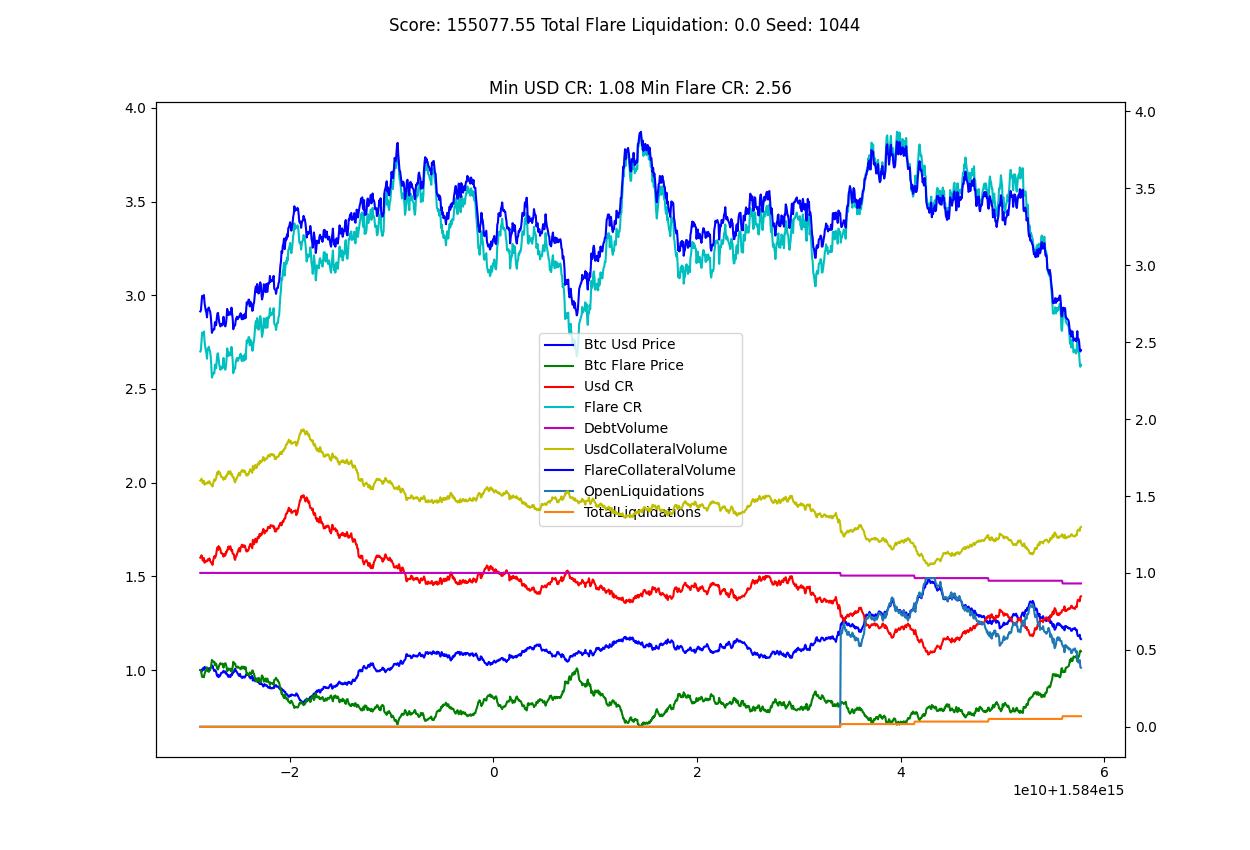 Score: 155077.55 Total Flare Liquidation: 0.0 Seed: 1044
Min USD CR: 1.08 Min Flare CR: 2.56
4.0
3.5
3.0
2.5
2.0
1.5
1.0
4.0
3.5
3.0
2.5
2.0
1.5
1.0
0.5
0.0
Btc Usd Price
Btc Flare Price
Usd CR
Flare CR
DebtVolume
UsdCollateralVolume
FlareCollateralVolume
OpenLiquidations
TotalLiquidations
−2
0
2
4
6
1e10+1.584e15